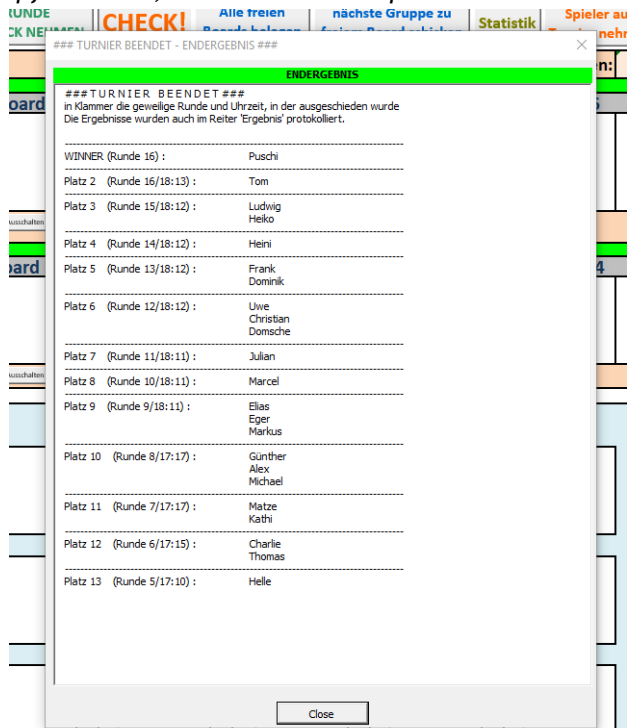 RUNDE
CK NEHMEN
CHECK!
Alle freien
nächste Gruppe zu
Statistik
Spieler au
### TURNIER BEENDET - ENDERGEBNIS ###
n:
ENDERGEBNIS
###TURNIER BEENDET###
in Klammer die geweilige Runde und Uhrzeit, in der ausgeschieden wurde
Die Ergebnisse wurden auch im Reiter 'Ergebnis' protokolliert.
oard
WINNER (Runde 16) : Puschi
Platz 2 (Runde 16/18:13) : Tom
Platz 3 (Runde 15/18:12) : Ludwig
Heiko
Ausschalten
Platz 4 (Runde 14/18:12) : Heini
oard
4
Platz 5 (Runde 13/18:12) : Frank
Dominik
Platz 6 (Runde 12/18:12) : Uwe
Christian
Domsche
Platz 7 (Runde 11/18:11) : Julian
Ausschalten
Platz 8 (Runde 10/18:11) : Marcel
Platz 9 (Runde 9/18:11) : Elias
Eger
Markus
Platz 10 (Runde 8/17:17) : Günther
Alex
Michael
Platz 11 (Runde 7/17:17) : Matze
Kathi
Platz 12 (Runde 6/17:15) : Charlie
Thomas
Platz 13 (Runde 5/17:10) : Helle
Close